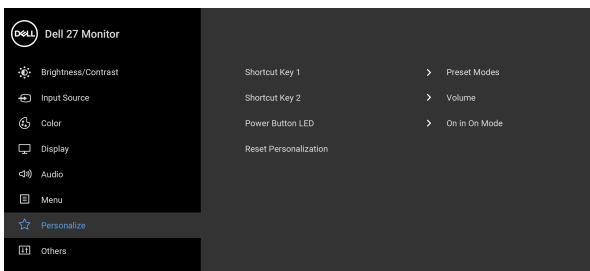 DELL Dell 27 Monitor
Brightness/Contrast Shortcut Key 1 Preset Modes
Input Source Shortcut Key 2 Volume
Color Power Button LED On in On Mode
Display Reset Personalization
Audio
Menu
Personalize
Others